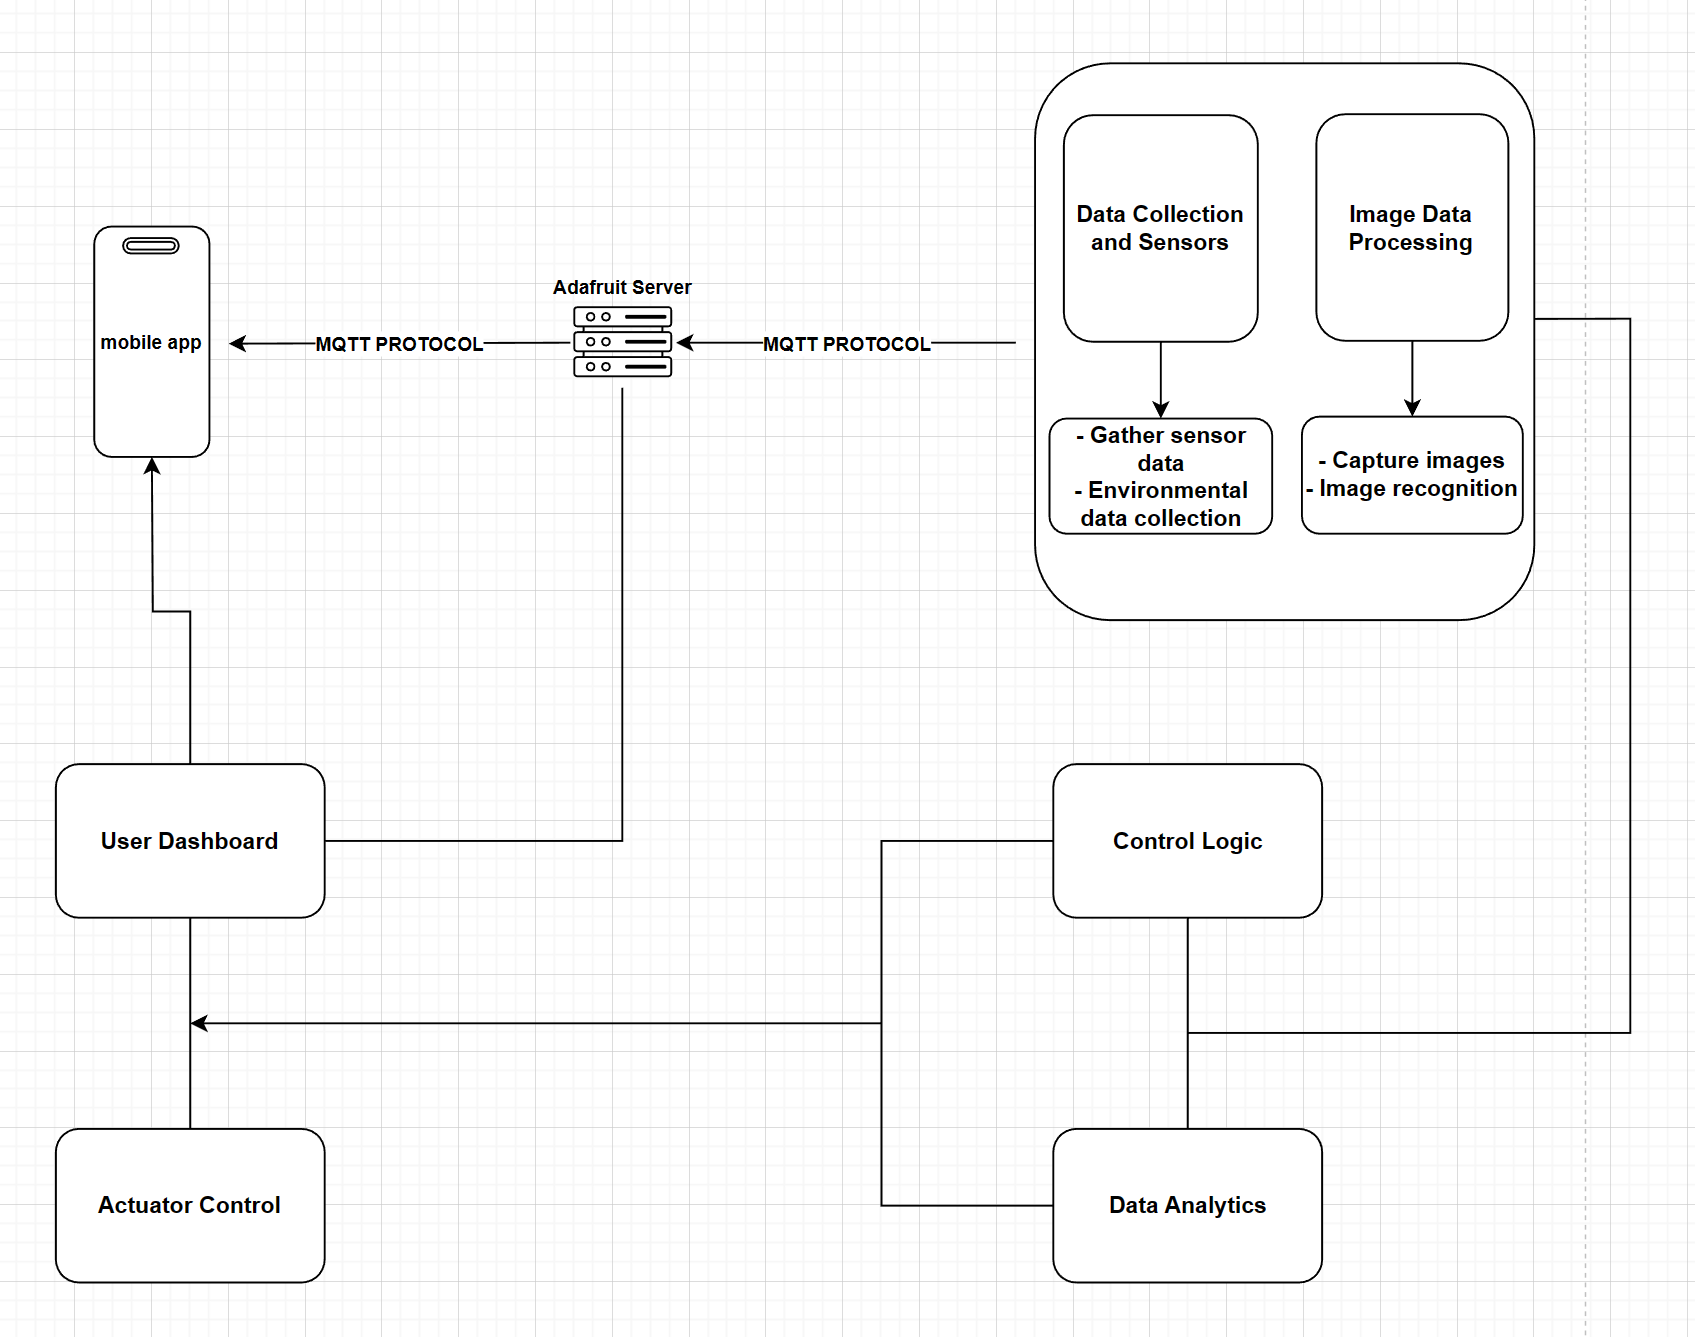 Data Collection
and Sensors
Image Data
Processing
Adafruit Server
mobile app
MQTT PROTOCOL
MQTT PROTOCOL
- Gather sensor
data
- Environmental
data collection
- Capture images
- Image recognition
User Dashboard
Control Logic
Actuator Control
Data Analytics